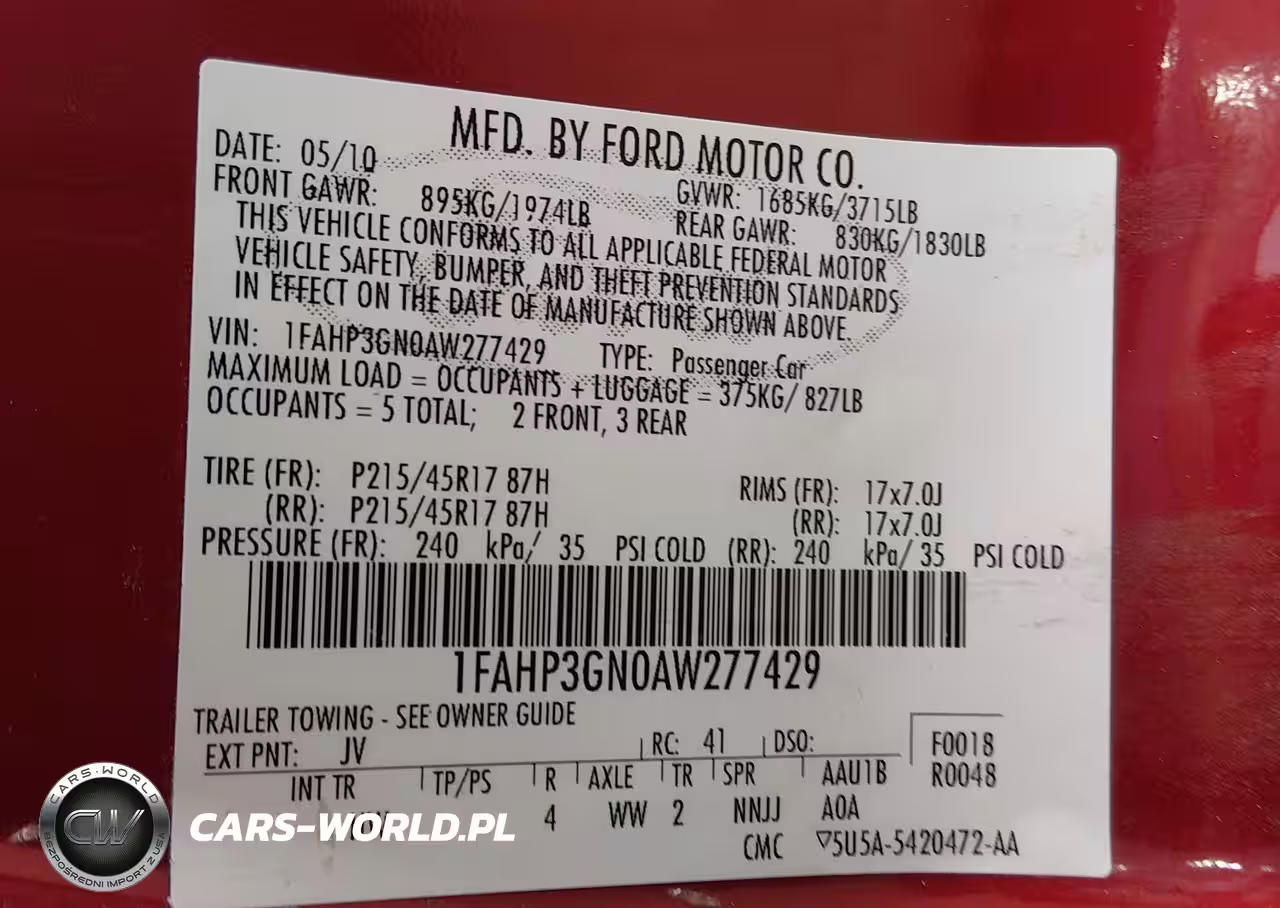 MFD. BY FORD MOTOR CO.
DATE: 05/10 GVWR: 1685KG/3715LB
FRONT GAWR: 895KG/1974LB REAR GAWR: 830KG/1830LB
THIS VEHICLE CONFORMS TO ALL APPLICABLE FEDERAL MOTOR
VEHICLE SAFETY, BUMPER, AND THEFT PREVENTION STANDARDS
IN EFFECT ON THE DATE OF MANUFACTURE SHOWN ABOVE.
VIN: 1FAHP3GN0AW277429 TYPE: Passenger Car
MAXIMUM LOAD = OCCUPANTS + LUGGAGE = 375KG/ 827LB
OCCUPANTS = 5 TOTAL; 2 FRONT, 3 REAR
TIRE (FR): P215/45R17 87H RIMS (FR): 17x7.0J
(RR): P215/45R17 87H (RR): 17x7.0J
PRESSURE (FR): 240 kPa/ 35 PSI COLD (RR): 240 kPa/ 35 PSI COLD
1FAHP3GN0AW277429
TRAILER TOWING - SEE OWNER GUIDE
EXT PNT: JV RC: 41 DSO: F0018
INT TR TP/PS R AXLE TR SPR AAU1B R0048
4 WW 2 NNJJ A0A
CMC ▽5U5A-5420472-AA
CARS-WORLD
CW
BEZPOŚREDNI IMPORT Z USA
CARS-WORLD.PL